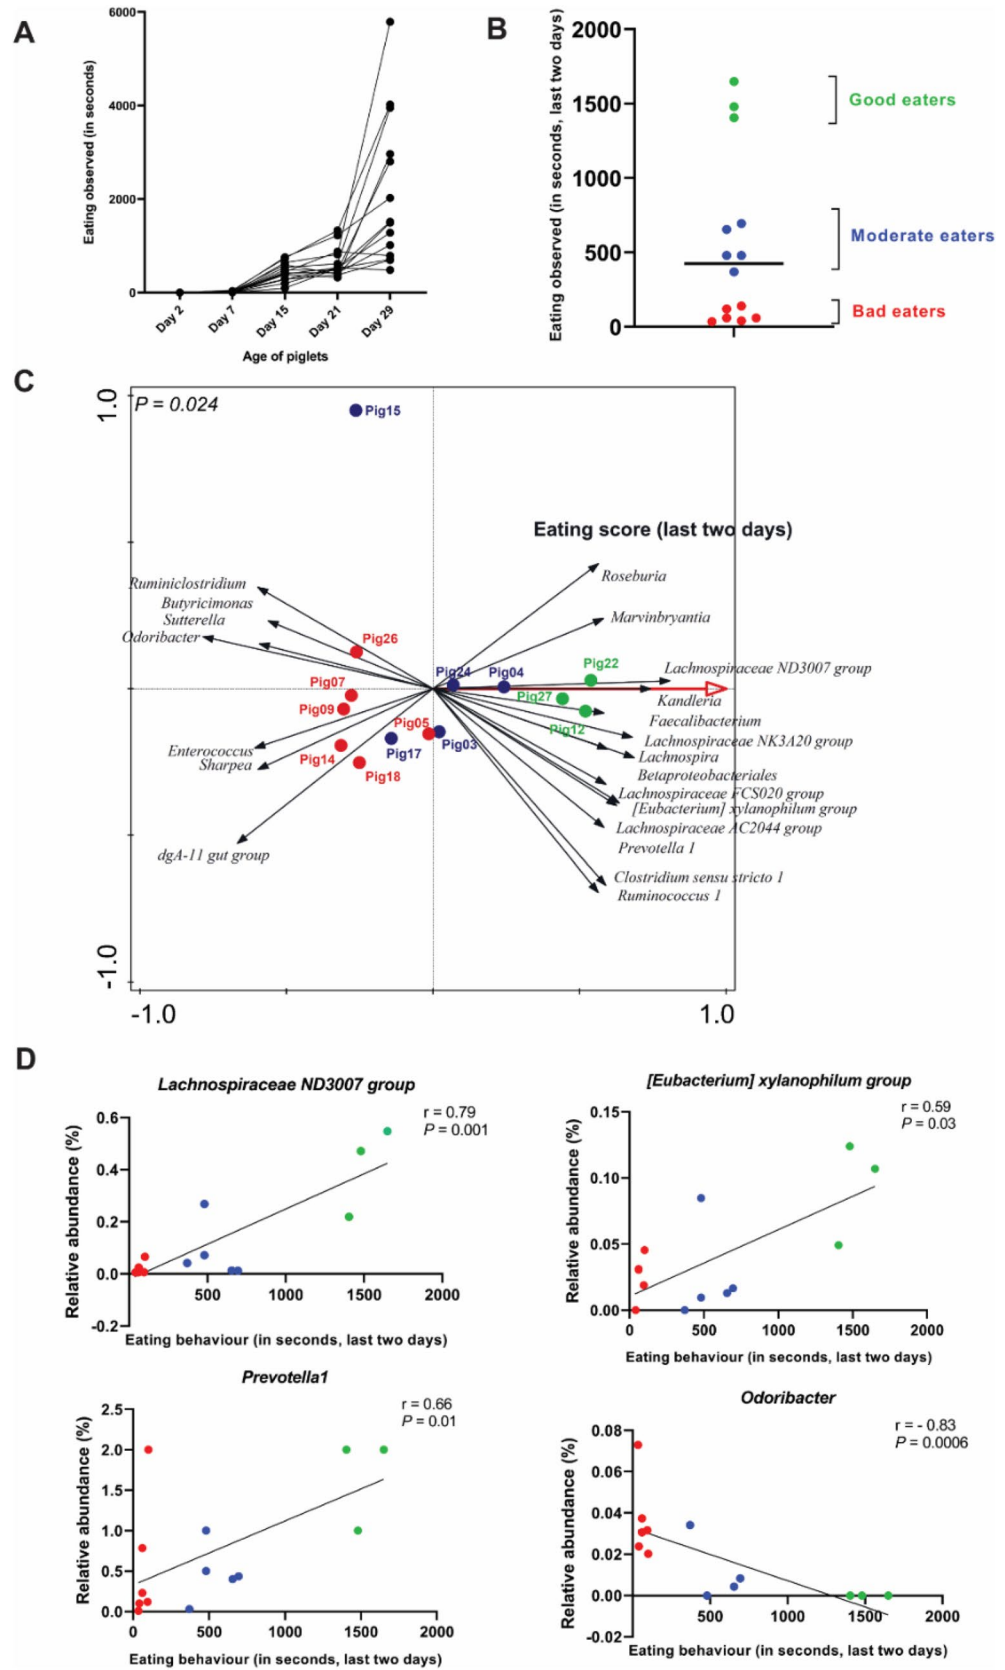 A
Eating observed (in seconds)
6000
4000
2000
0
Day 2
Day 7
Day 15
Day 21
Day 29
Age of piglets
B
Eating observed (in seconds, last two days)
2000
1500
1000
500
0
Good eaters
Moderate eaters
Bad eaters
C
P = 0.024
1.0
-1.0
-1.0
1.0
Pig15
Eating score (last two days)
Roseburia
Ruminiclostridium
Butyricimonas
Sutterella
Odoribacter
Marvinbryantia
Pig26
Pig24
Pig04
Pig22
Lachnospiraceae ND3007 group
Pig07
Pig27
Kandleria
Pig09
Pig12
Faecalibacterium
Pig05
Pig03
Lachnospiraceae NK3A20 group
Enterococcus
Pig14
Pig17
Lachnospira
Sharpea
Pig18
Betaproteobacteriales
Lachnospiraceae FCS020 group
[Eubacterium] xylanophilum group
Lachnospiraceae AC2044 group
dgA-11 gut group
Prevotella 1
Clostridium sensu stricto 1
Ruminococcus 1
D
Lachnospiraceae ND3007 group
r = 0.79
P = 0.001
Relative abundance (%)
0.6
0.4
0.2
0.0
-0.2
500
1000
1500
2000
Eating behaviour (in seconds, last two days)
[Eubacterium] xylanophilum group
r = 0.59
P = 0.03
Relative abundance (%)
0.15
0.10
0.05
0.00
0
500
1000
1500
2000
Eating behaviour (in seconds, last two days)
Prevotella1
r = 0.66
P = 0.01
Relative abundance (%)
2.5
2.0
1.5
1.0
0.5
0.0
0
500
1000
1500
2000
Eating behaviour (in seconds, last two days)
Odoribacter
r = - 0.83
P = 0.0006
Relative abundance (%)
0.08
0.06
0.04
0.02
0.00
-0.02
500
1000
1500
2000
Eating behaviour (in seconds, last two days)